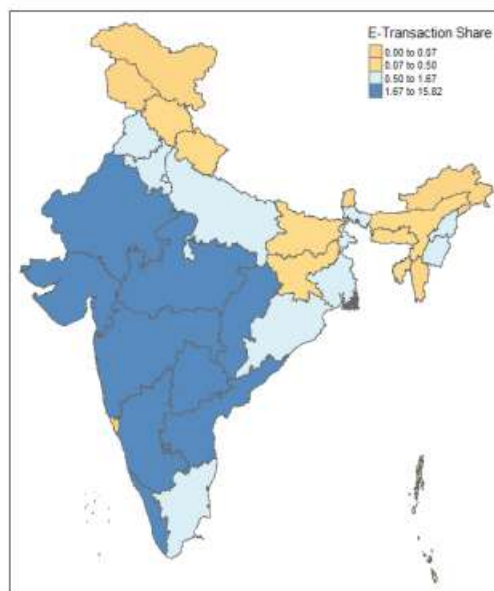 E-Transaction Share
0.00 to 0.07
0.07 to 0.50
0.50 to 1.67
1.67 to 15.82